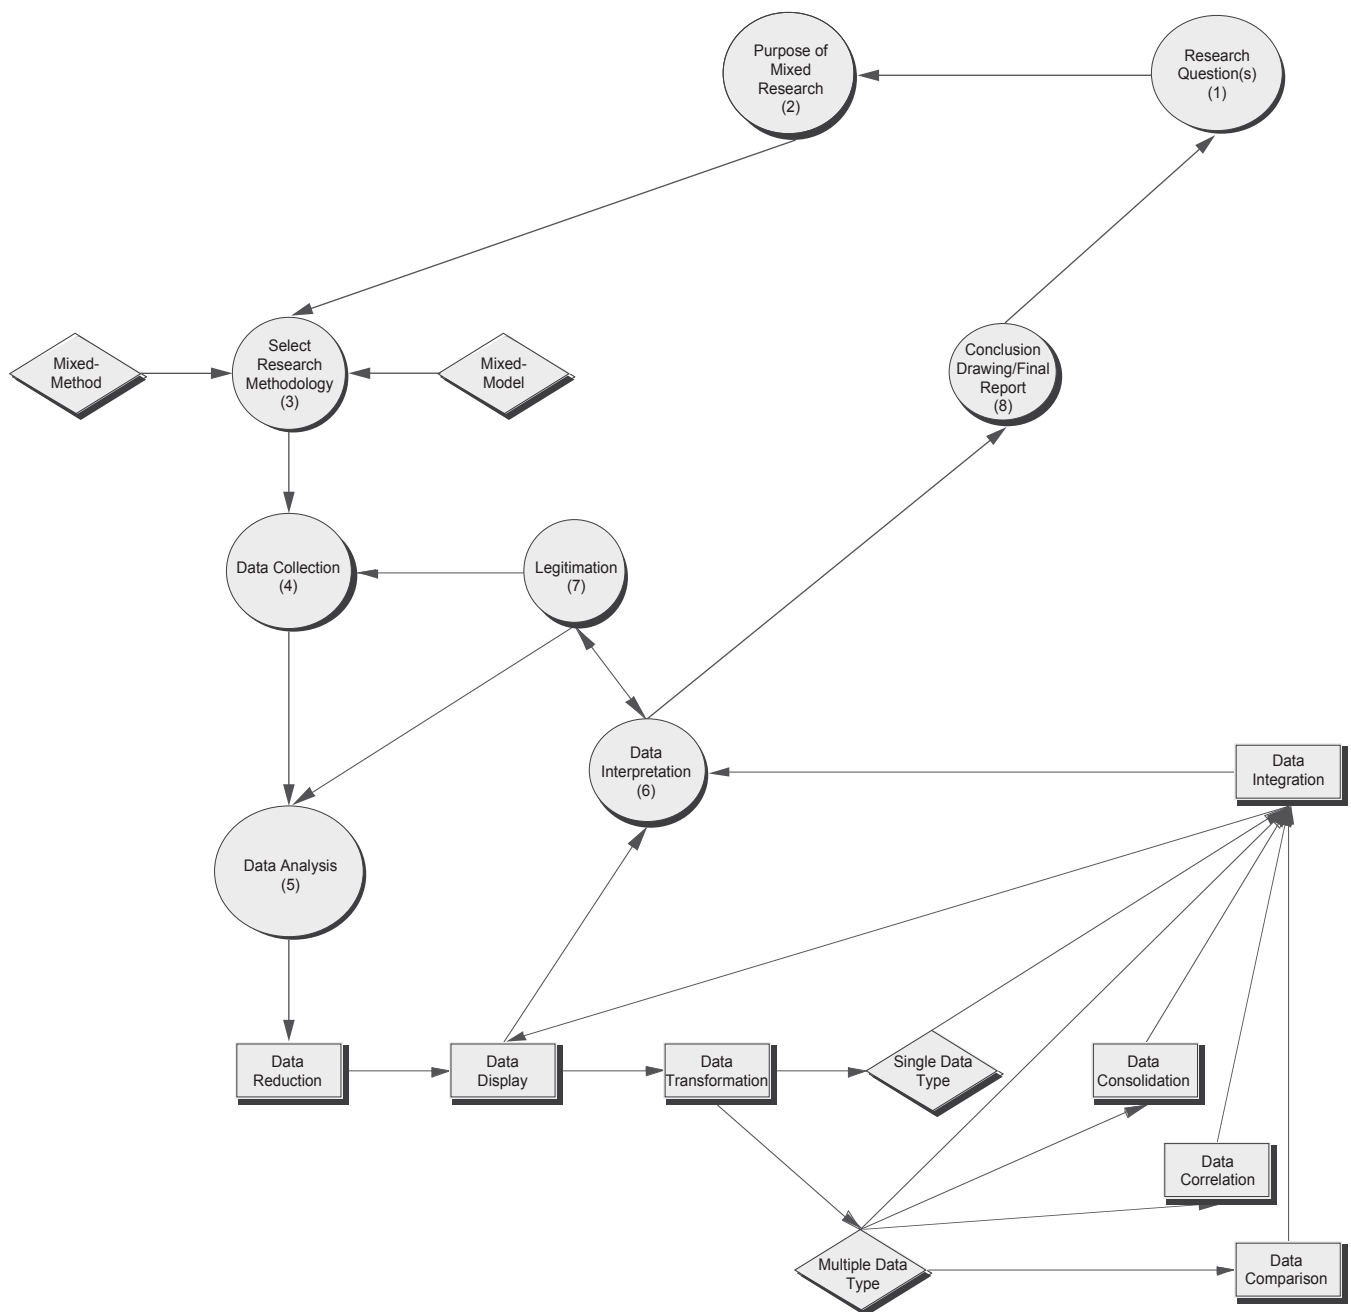 Purpose of
Mixed
Research
(2)
Research
Question(s)
(1)
Mixed-
Method
Select
Research
Methodology
(3)
Mixed-
Model
Conclusion
Drawing/Final
Report
(8)
Data Collection
(4)
Legitimation
(7)
Data
Interpretation
(6)
Data
Integration
Data Analysis
(5)
Data
Reduction
Data
Display
Data
Transformation
Single Data
Type
Data
Consolidation
Data
Correlation
Multiple Data
Type
Data
Comparison